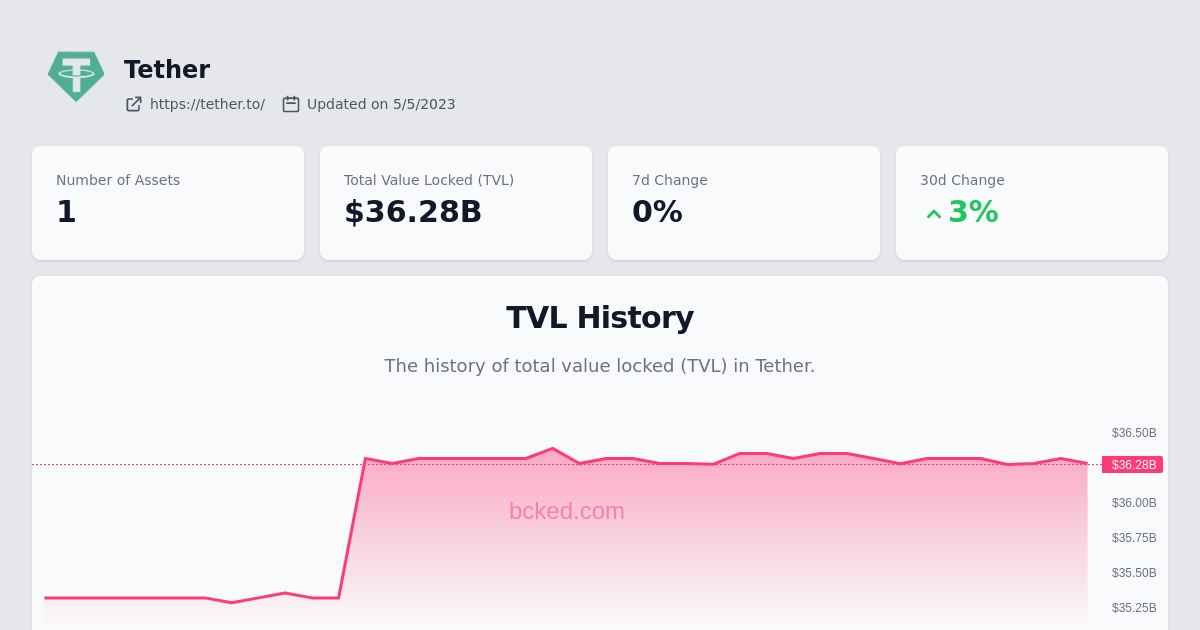 Tether
https://tether.to/ Updated on 5/5/2023
Number of Assets
1
Total Value Locked (TVL)
$36.28B
7d Change
0%
30d Change
3%
TVL History
The history of total value locked (TVL) in Tether.
$36.50B
$36.28B
$36.00B
$35.75B
$35.50B
$35.25B
bcked.com